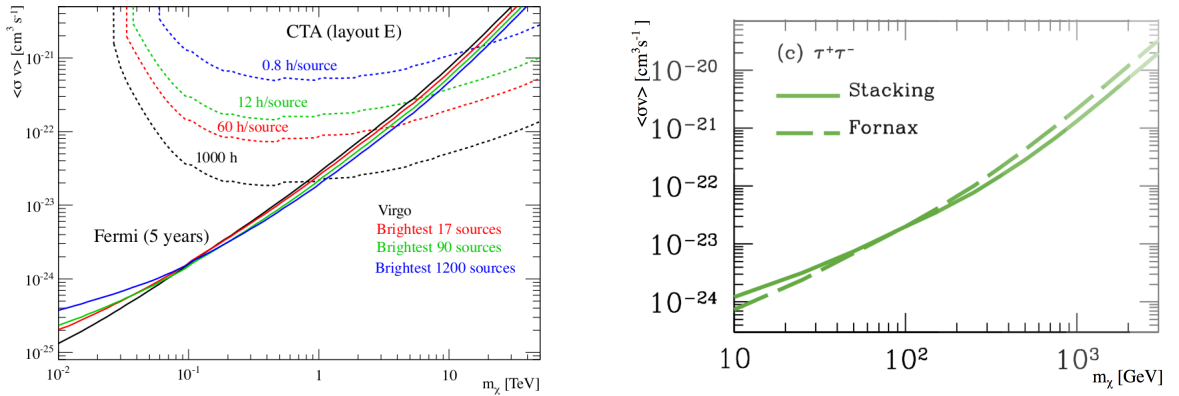 <σ v> [cm³ s⁻¹]
10⁻²¹
10⁻²²
10⁻²³
10⁻²⁴
10⁻²⁵
CTA (layout E)
0.8 h/source
12 h/source
60 h/source
1000 h
Fermi (5 years)
Virgo
Brightest 17 sources
Brightest 90 sources
Brightest 1200 sources
10⁻² 10⁻¹ 1 10
mχ [TeV]
<σv> [cm³s⁻¹]
10⁻²⁰
10⁻²¹
10⁻²²
10⁻²³
10⁻²⁴
(c) τ⁺τ⁻
Stacking
Fornax
10 10² 10³
mχ [GeV]